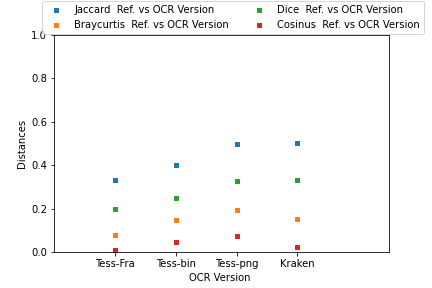 Jaccard  Ref. vs OCR Version
Braycurtis  Ref. vs OCR Version
Dice  Ref. vs OCR Version
Cosinus  Ref. vs OCR Version
1.0
0.8
0.6
0.4
0.2
0.0
Distances
Tess-Fra
Tess-bin
Tess-png
Kraken
OCR Version